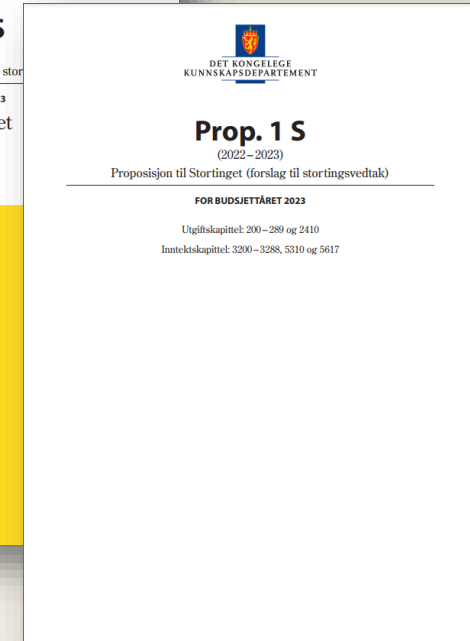 S
stor
3
et
DET KONGELEGE
KUNNSKAPSDEPARTEMENT
Prop. 1 S
(2022–2023)
Proposisjon til Stortinget (forslag til stortingsvedtak)
FOR BUDSJETTÅRET 2023
Utgiftskapittel: 200–289 og 2410
Inntektskapittel: 3200–3288, 5310 og 5617